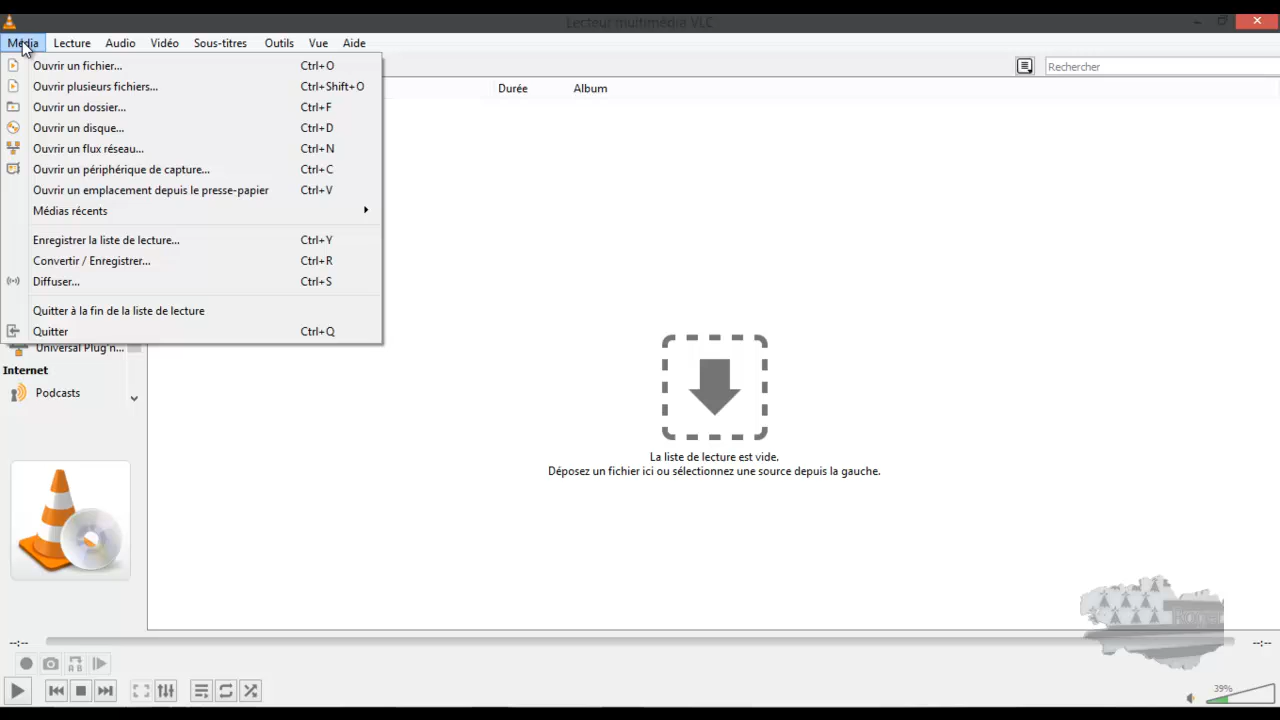 Lecteur multimédia VLC
Média Lecture Audio Vidéo Sous-titres Outils Vue Aide
Ouvrir un fichier... Ctrl+O
Ouvrir plusieurs fichiers... Ctrl+Shift+O
Ouvrir un dossier... Ctrl+F
Ouvrir un disque... Ctrl+D
Ouvrir un flux réseau... Ctrl+N
Ouvrir un périphérique de capture... Ctrl+C
Ouvrir un emplacement depuis le presse-papier Ctrl+V
Médias récents
Enregistrer la liste de lecture... Ctrl+Y
Convertir / Enregistrer... Ctrl+R
Diffuser... Ctrl+S
Quitter à la fin de la liste de lecture
Quitter Ctrl+Q
Rechercher
Durée Album
Universal Plug'n...
Internet
Podcasts
La liste de lecture est vide.
Déposez un fichier ici ou sélectionnez une source depuis la gauche.
--:-- --:--
A B
39%